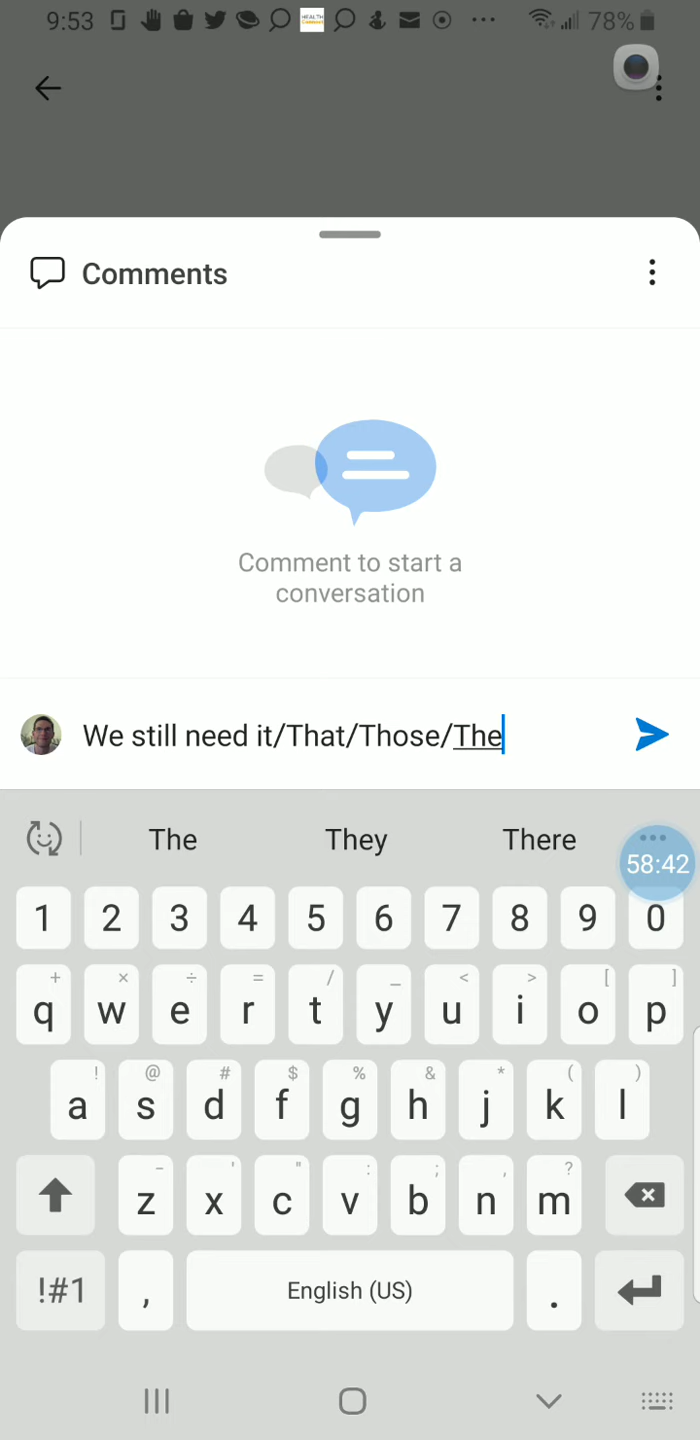 9:53 78%
Comments
Comment to start a
conversation
We still need it/That/Those/The
The They There
58:42
1 2 3 4 5 6 7 8 9 0
+ × ÷ = / _ < > [ ]
q w e r t y u i o p
! @ # $ % & * ( )
a s d f g h j k l
- ' " : ; , ?
z x c v b n m
!#1 , English (US) .